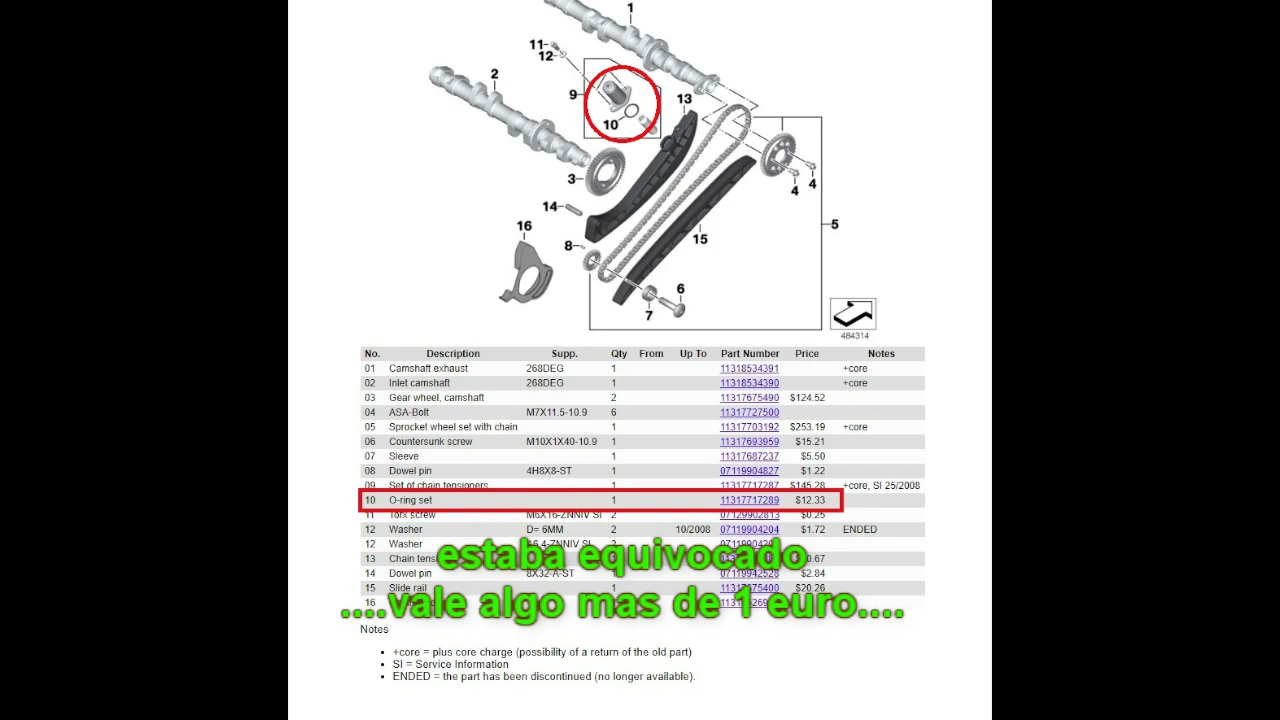 1
11
12
2
9
13
10
3
4
4
14
16
15
5
8
6
7
484314
No. Description Supp. Qty From Up To Part Number Price Notes
01 Camshaft exhaust 268DEG 1 11318534391 +core
02 Inlet camshaft 268DEG 1 11318534390 +core
03 Gear wheel, camshaft 2 11317675490 $124.52
04 ASA-Bolt M7X11.5-10.9 6 11317727500
05 Sprocket wheel set with chain 1 11317703192 $253.19 +core
06 Countersunk screw M10X1X40-10.9 1 11317693959 $15.21
07 Sleeve 1 11317687237 $5.50
08 Dowel pin 4H8X8-ST 1 07119904827 $1.22
09 Set of chain tensioners 1 11317717287 $145.28 +core, SI 25/2008
10 O-ring set 1 11317717289 $12.33
11 Torx screw M6X16-ZNNIV SI 2 07129902813 $0.25
12 Washer D= 6MM 2 10/2008 07119904204 $1.72 ENDED
12 Washer
13 Chain
14 Dowel pin 8X32-A-ST 07119942528 $2.84
15 Slide rail $20.26
16
estaba equivocado
....vale algo mas de 1 euro....
Notes
+core = plus core charge (possibility of a return of the old part)
SI = Service Information
ENDED = the part has been discontinued (no longer available).